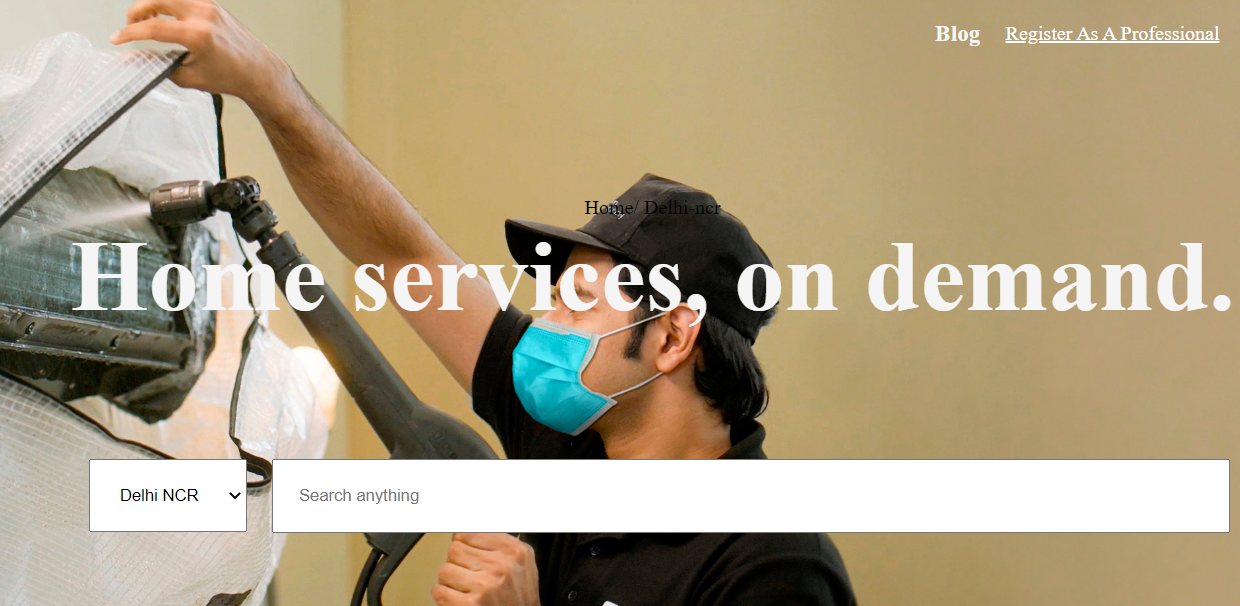 Blog Register As A Professional
Home/ Delhi-ncr
Home services, on demand.
Delhi NCR Search anything